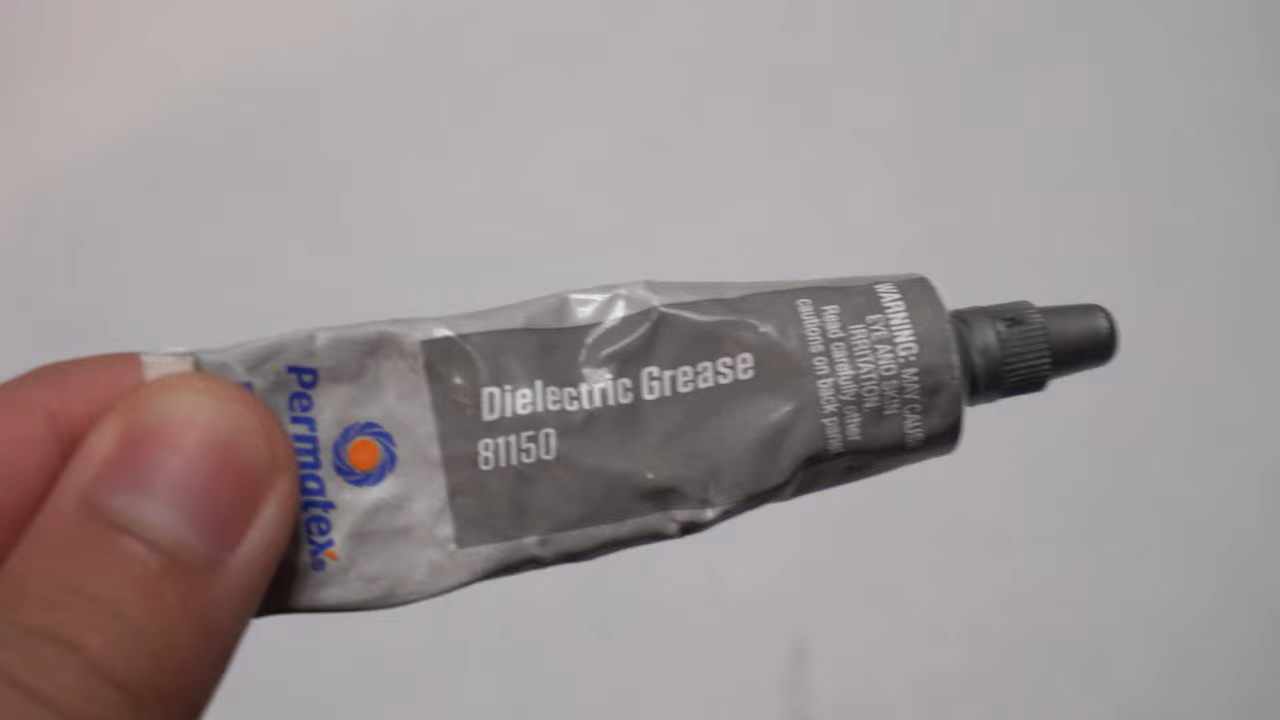 Permatex
Dielectric Grease
81150
WARNING: MAY CAUSE
EYE AND SKIN
IRRITATION.
Read carefully other
cautions on back panel